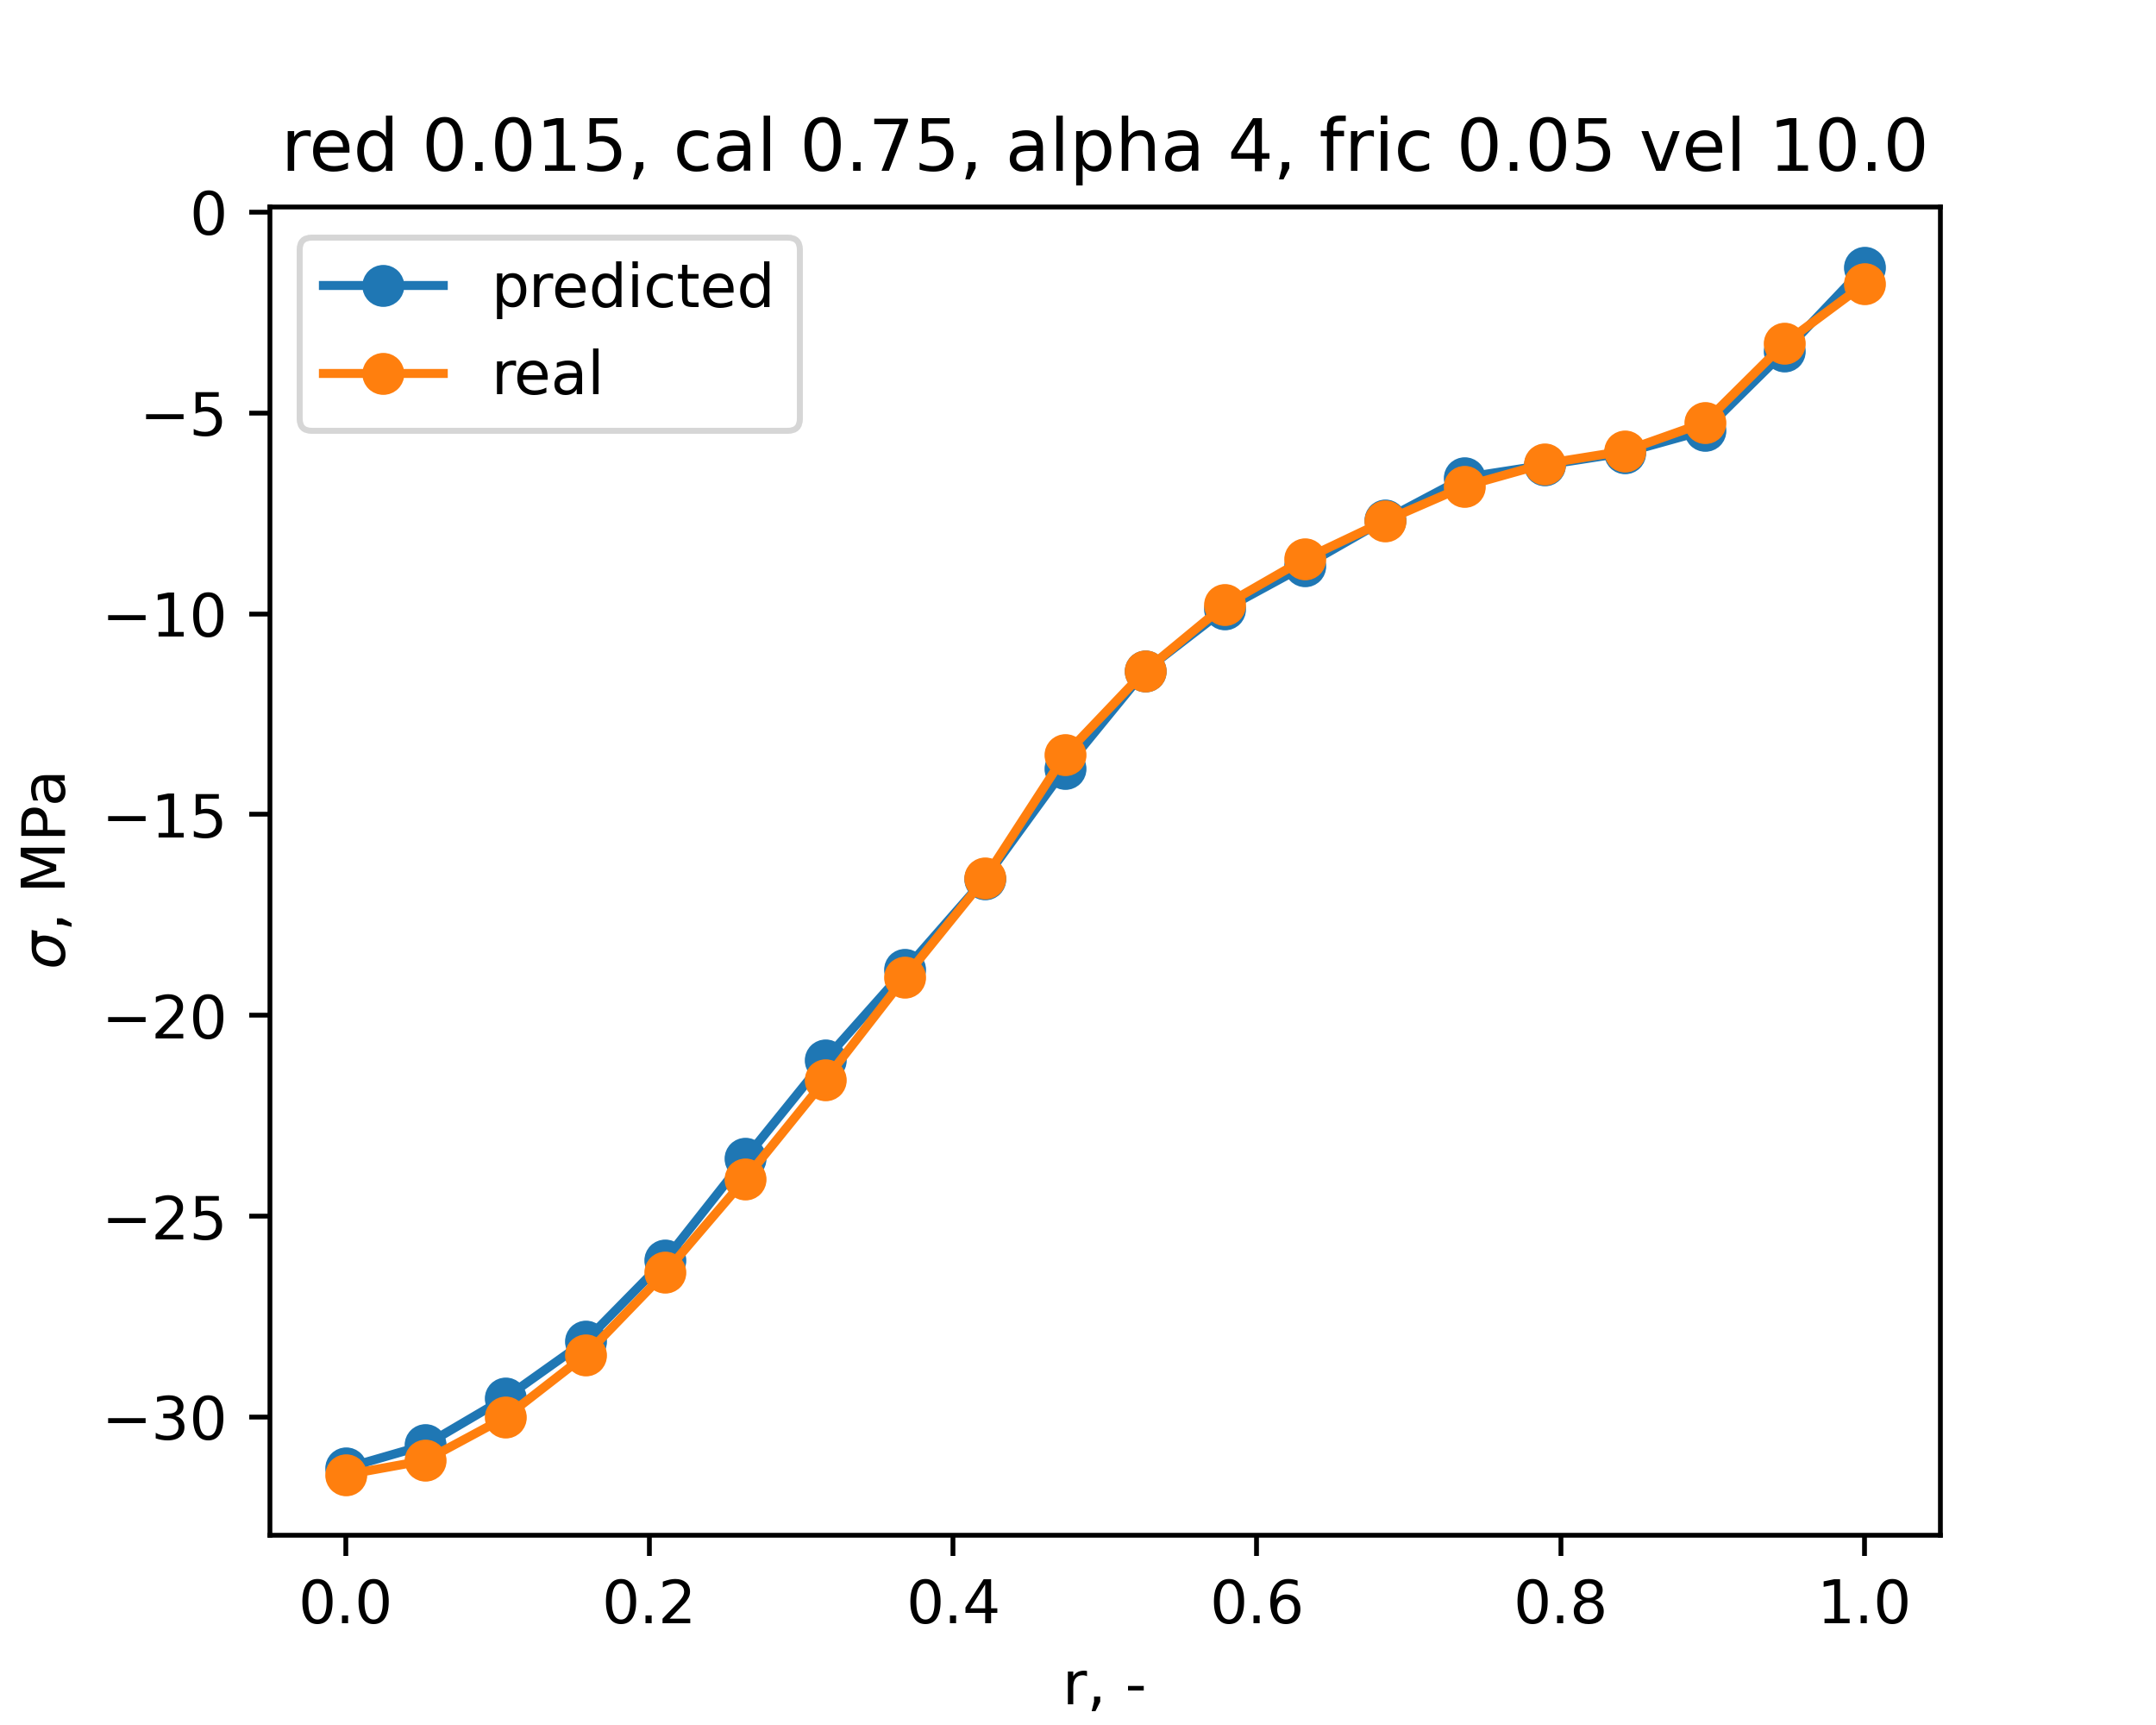 red 0.015, cal 0.75, alpha 4, fric 0.05 vel 10.0
predicted
real
0
−5
−10
−15
−20
−25
−30
σ, MPa
0.0 0.2 0.4 0.6 0.8 1.0
r, -